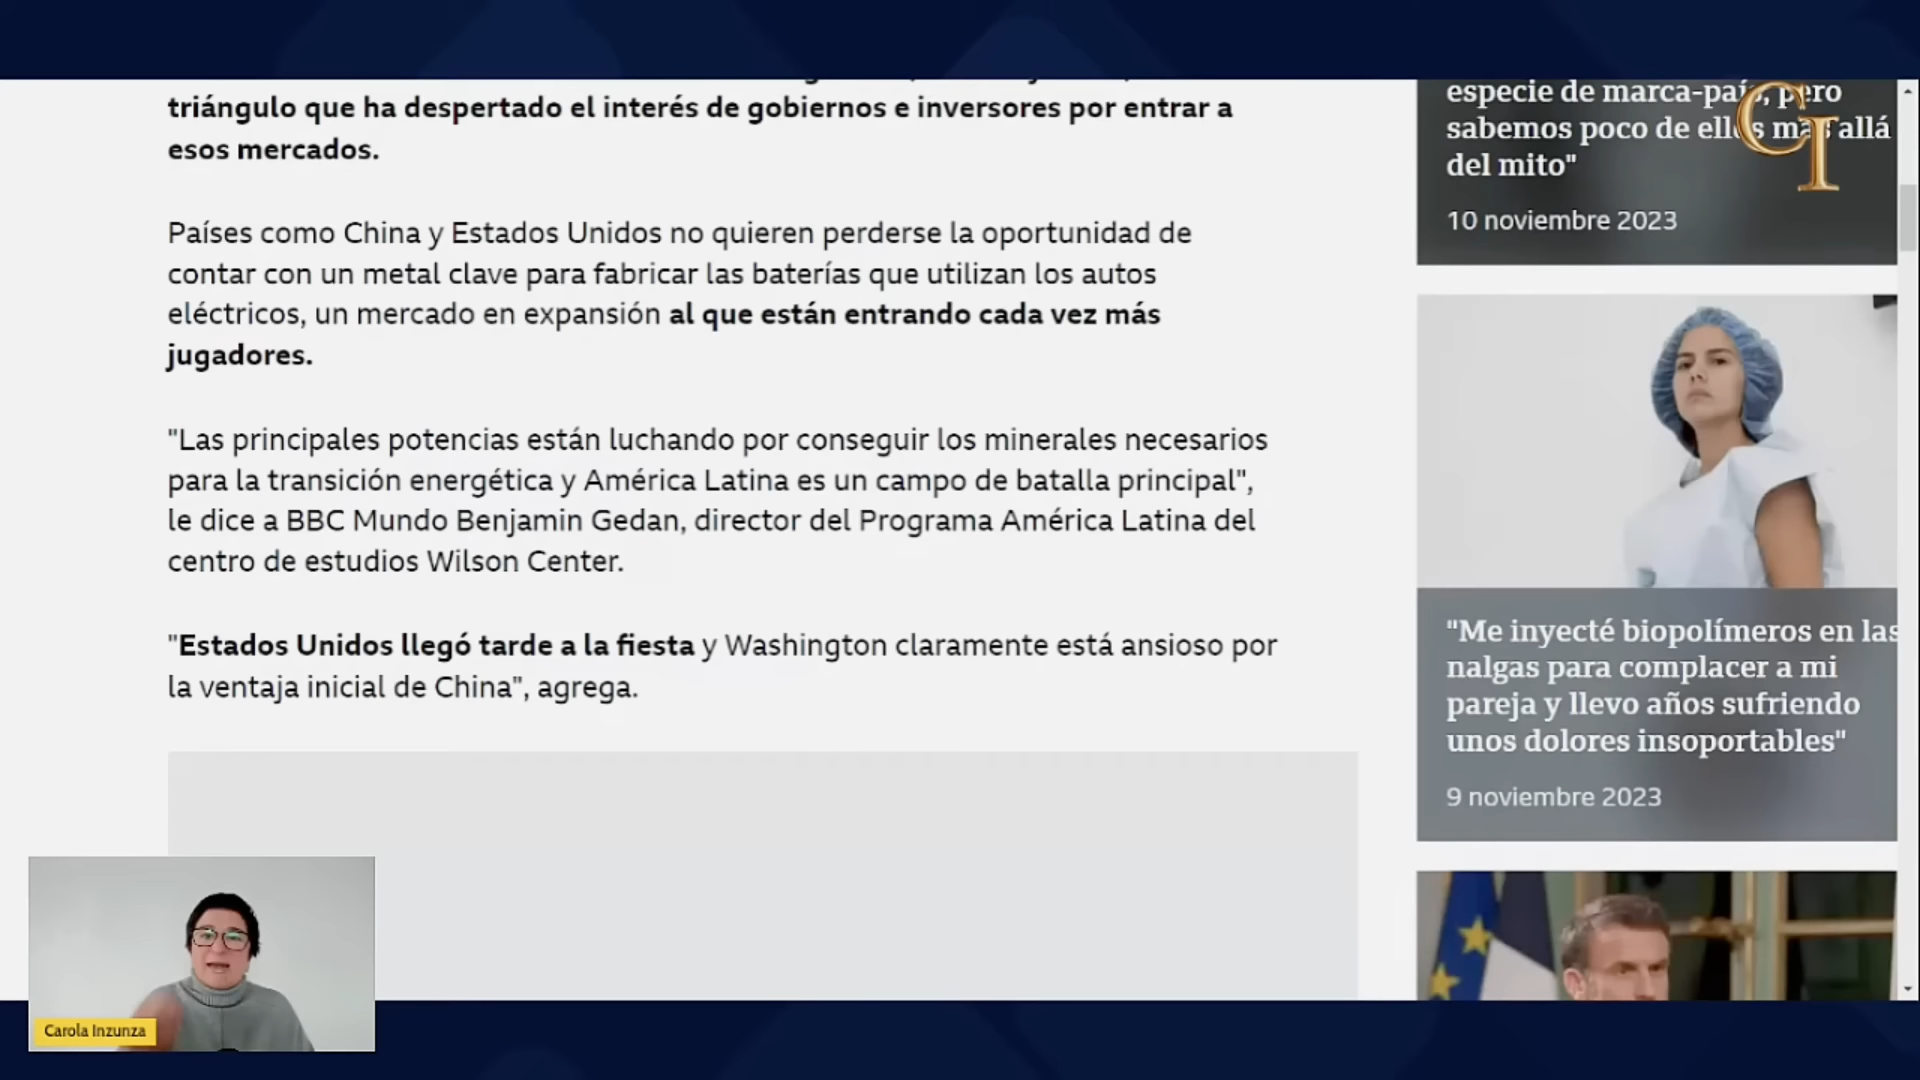 triángulo que ha despertado el interés de gobiernos e inversores por entrar a
esos mercados.
Países como China y Estados Unidos no quieren perderse la oportunidad de
contar con un metal clave para fabricar las baterías que utilizan los autos
eléctricos, un mercado en expansión al que están entrando cada vez más
jugadores.
"Las principales potencias están luchando por conseguir los minerales necesarios
para la transición energética y América Latina es un campo de batalla principal",
le dice a BBC Mundo Benjamin Gedan, director del Programa América Latina del
centro de estudios Wilson Center.
"Estados Unidos llegó tarde a la fiesta y Washington claramente está ansioso por
la ventaja inicial de China", agrega.
especie de marca-país, pero
sabemos poco de ellos más allá
del mito"
10 noviembre 2023
CI
"Me inyecté biopolímeros en las
nalgas para complacer a mi
pareja y llevo años sufriendo
unos dolores insoportables"
9 noviembre 2023
Carola Inzunza